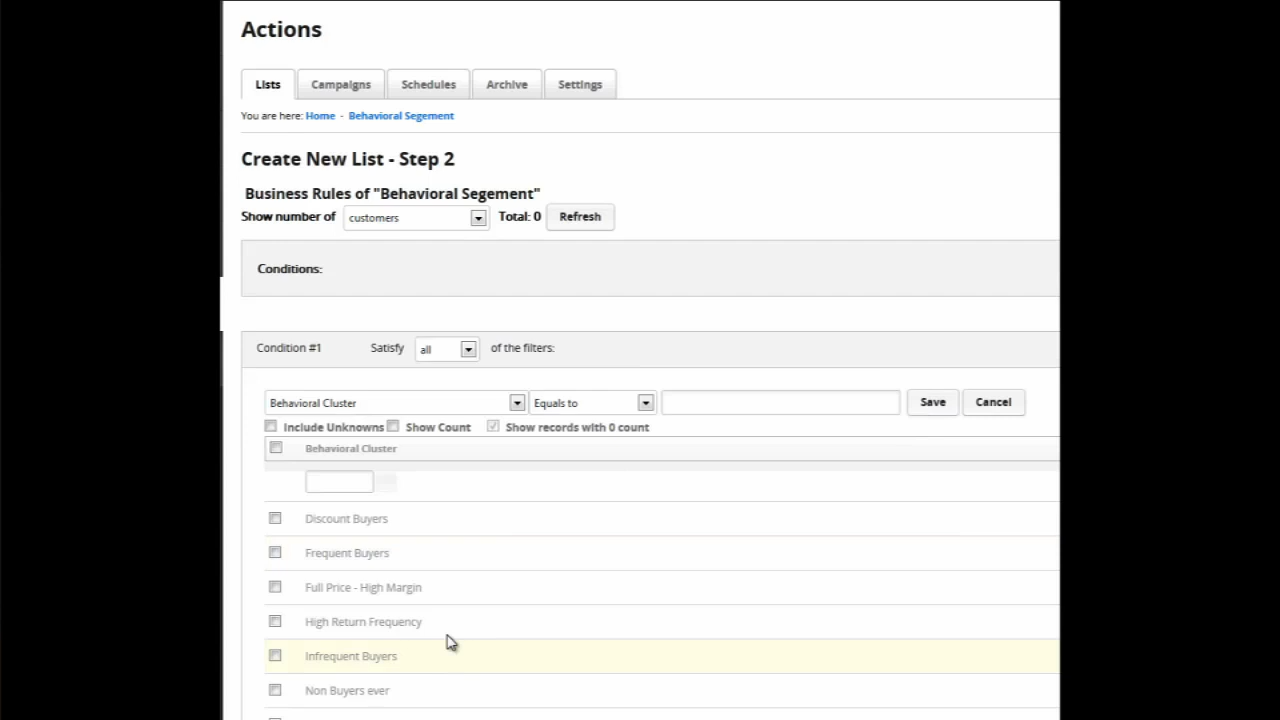 Actions
Lists Campaigns Schedules Archive Settings
You are here: Home - Behavioral Segement
Create New List - Step 2
Business Rules of "Behavioral Segement"
Show number of customers Total: 0 Refresh
Conditions:
Condition #1 Satisfy all of the filters:
Behavioral Cluster Equals to Save Cancel
Include Unknowns Show Count Show records with 0 count
Behavioral Cluster
Discount Buyers
Frequent Buyers
Full Price - High Margin
High Return Frequency
Infrequent Buyers
Non Buyers ever